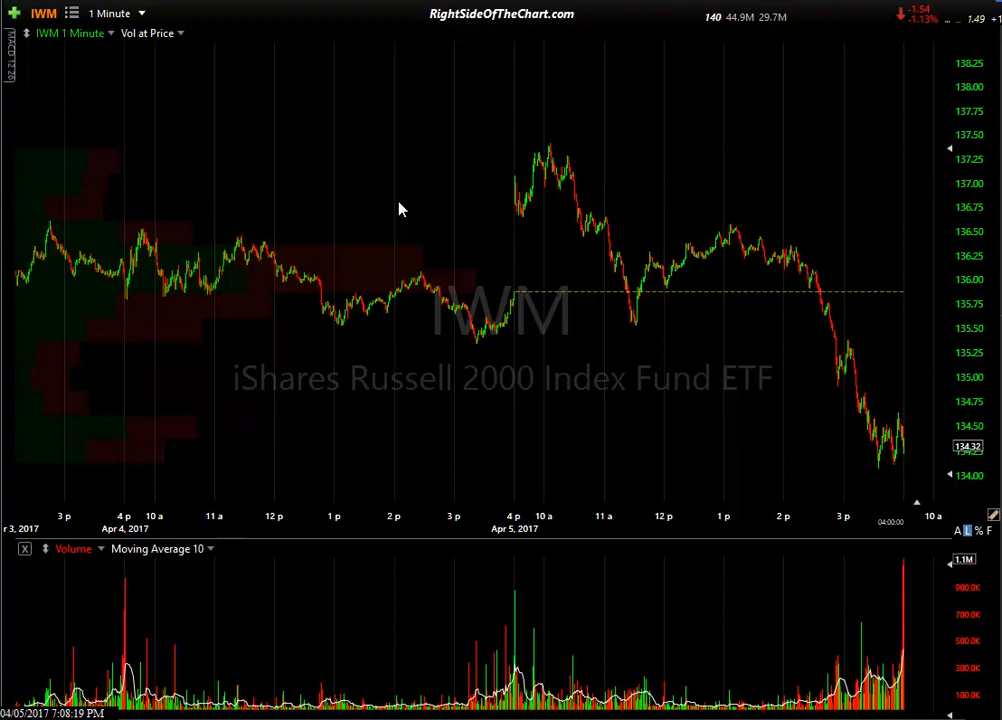 IWM 1 Minute RightSideOfTheChart.com 140 44.9M 29.7M -1.54 -1.13% 1.49 +1
IWM 1 Minute Vol at Price
MACD 12 26
138.25
138.00
137.75
137.50
137.25
137.00
136.75
136.50
136.25
136.00
135.75
135.50
135.25
135.00
134.75
134.50
134.32
134.00
IWM
iShares Russell 2000 Index Fund ETF
3 p 4 p 10 a 11 a 12 p 1 p 2 p 3 p 4 p 10 a 11 a 12 p 1 p 2 p 3 p 04:00:00 10 a
r 3, 2017 Apr 4, 2017 Apr 5, 2017 A L % F
X Volume Moving Average 10
1.1M
900.0K
700.0K
500.0K
300.0K
100.0K
04/05/2017 7:08:19 PM